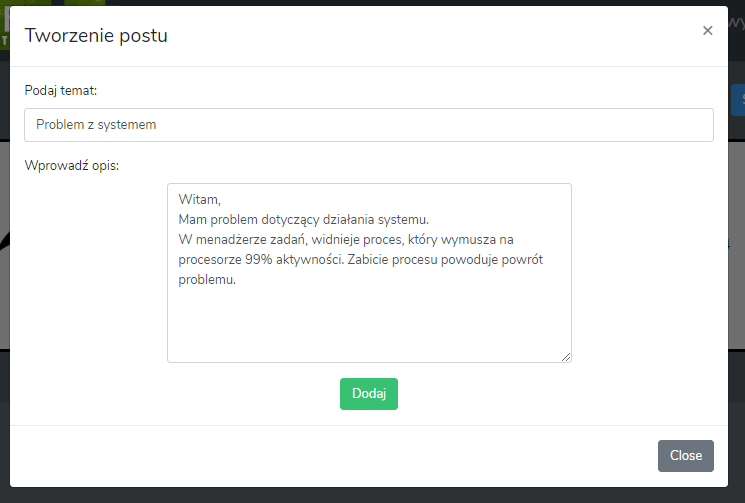 Tworzenie postu
×
Podaj temat:
Problem z systemem
Wprowadź opis:
Witam,
Mam problem dotyczący działania systemu.
W menadżerze zadań, widnieje proces, który wymusza na
procesorze 99% aktywności. Zabicie procesu powoduje powrót
problemu.
Dodaj
Close